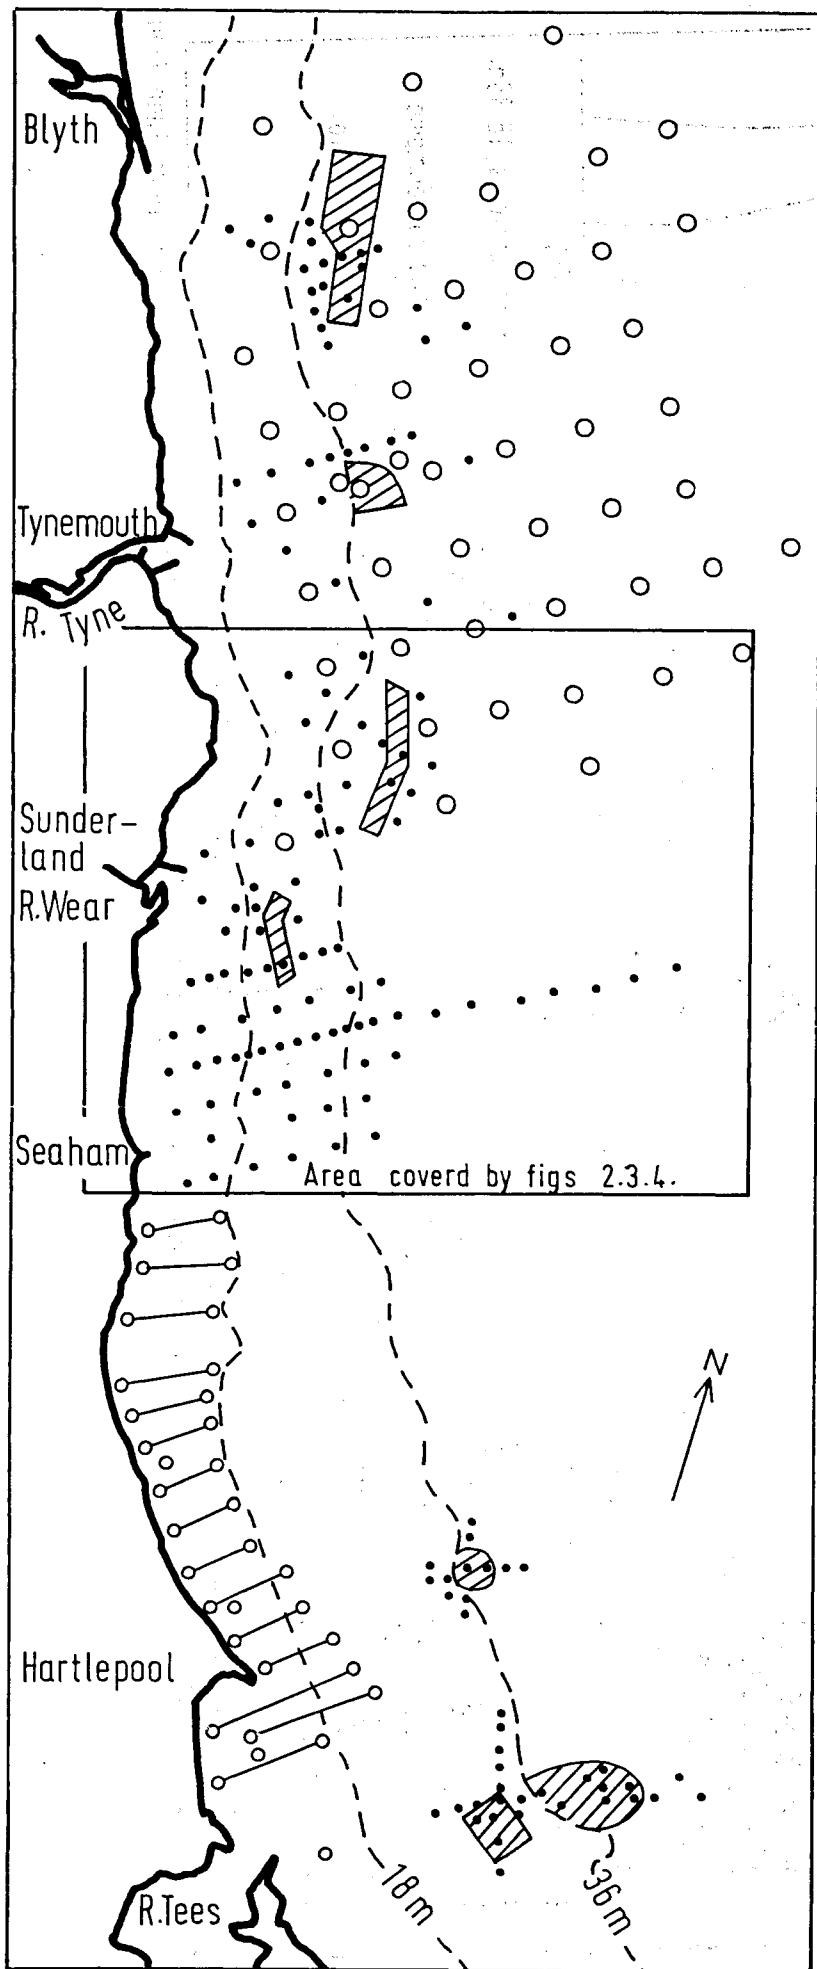 Blyth
Tynemouth
R. Tyne
Sunder-
land
R.Wear
Seaham
Area coverd by figs 2.3.4.
N
Hartlepool
R.Tees
18m
36m